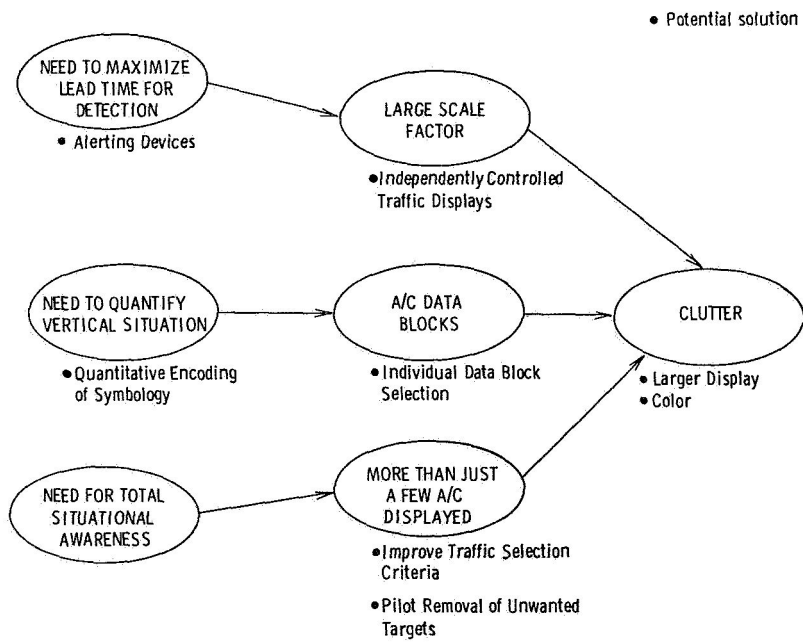 • Potential solution
NEED TO MAXIMIZE
LEAD TIME FOR
DETECTION
• Alerting Devices
LARGE SCALE
FACTOR
• Independently Controlled
Traffic Displays
NEED TO QUANTIFY
VERTICAL SITUATION
• Quantitative Encoding
of Symbology
A/C DATA
BLOCKS
• Individual Data Block
Selection
CLUTTER
• Larger Display
• Color
NEED FOR TOTAL
SITUATIONAL
AWARENESS
MORE THAN JUST
A FEW A/C
DISPLAYED
• Improve Traffic Selection
Criteria
• Pilot Removal of Unwanted
Targets